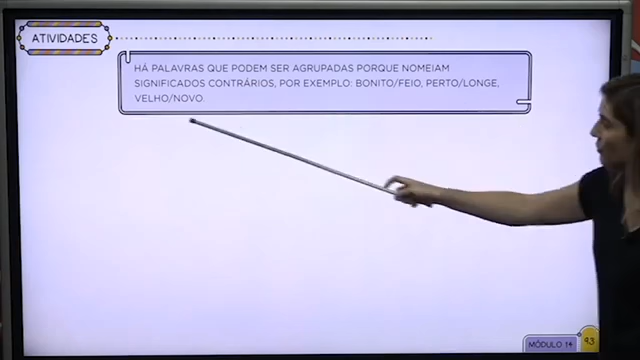 ATIVIDADES
HÁ PALAVRAS QUE PODEM SER AGRUPADAS PORQUE NOMEIAM
SIGNIFICADOS CONTRÁRIOS, POR EXEMPLO: BONITO/FEIO, PERTO/LONGE,
VELHO/NOVO.
MÓDULO 14
93